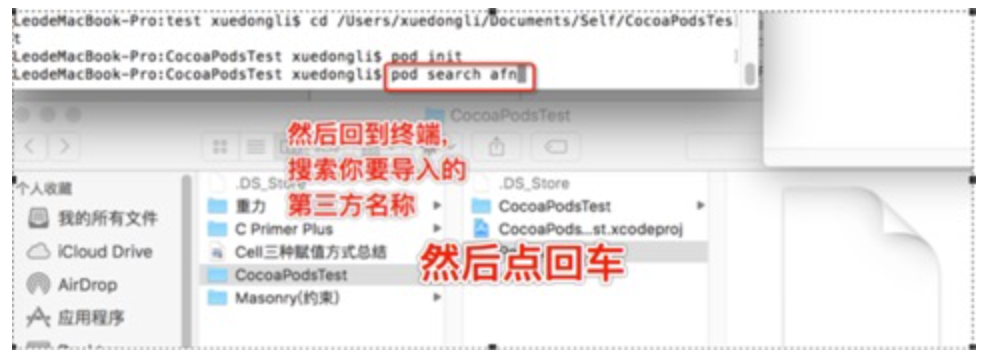 LeodeMacBook-Pro:test xuedongli$ cd /Users/xuedongli/Documents/Self/CocoaPodsTes
t
LeodeMacBook-Pro:CocoaPodsTest xuedongli$ pod init
LeodeMacBook-Pro:CocoaPodsTest xuedongli$ pod search afn
CocoaPodsTest
然后回到终端,
搜索你要导入的
第三方名称
然后点回车
个人收藏
我的所有文件
iCloud Drive
AirDrop
应用程序
.DS_Store
重力
C Primer Plus
Cell三种赋值方式总结
CocoaPodsTest
Masonry(约束)
.DS_Store
CocoaPodsTest
CocoaPods...st.xcodeproj